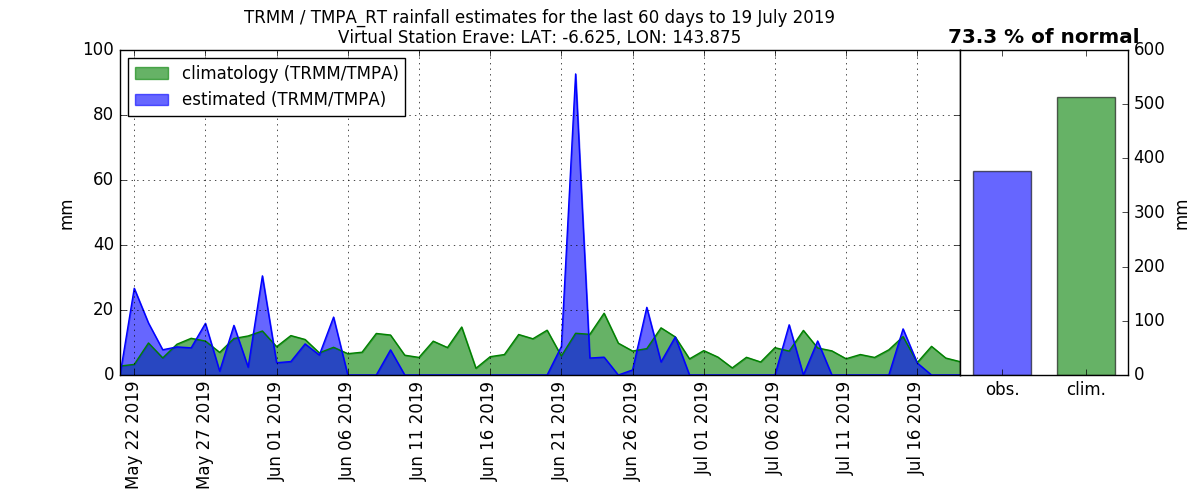 TRMM / TMPA_RT rainfall estimates for the last 60 days to 19 July 2019
Virtual Station Erave: LAT: -6.625, LON: 143.875
73.3 % of normal
climatology (TRMM/TMPA)
estimated (TRMM/TMPA)
100
80
60
40
20
0
mm
May 22 2019
May 27 2019
Jun 01 2019
Jun 06 2019
Jun 11 2019
Jun 16 2019
Jun 21 2019
Jun 26 2019
Jul 01 2019
Jul 06 2019
Jul 11 2019
Jul 16 2019
600
500
400
300
200
100
0
mm
obs.
clim.